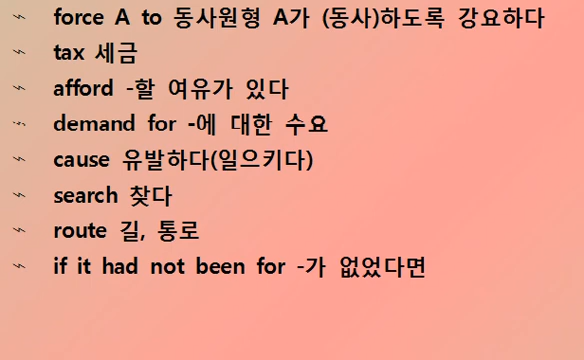 force A to 동사원형 A가 (동사)하도록 강요하다
tax 세금
afford -할 여유가 있다
demand for -에 대한 수요
cause 유발하다(일으키다)
search 찾다
route 길, 통로
if it had not been for -가 없었다면